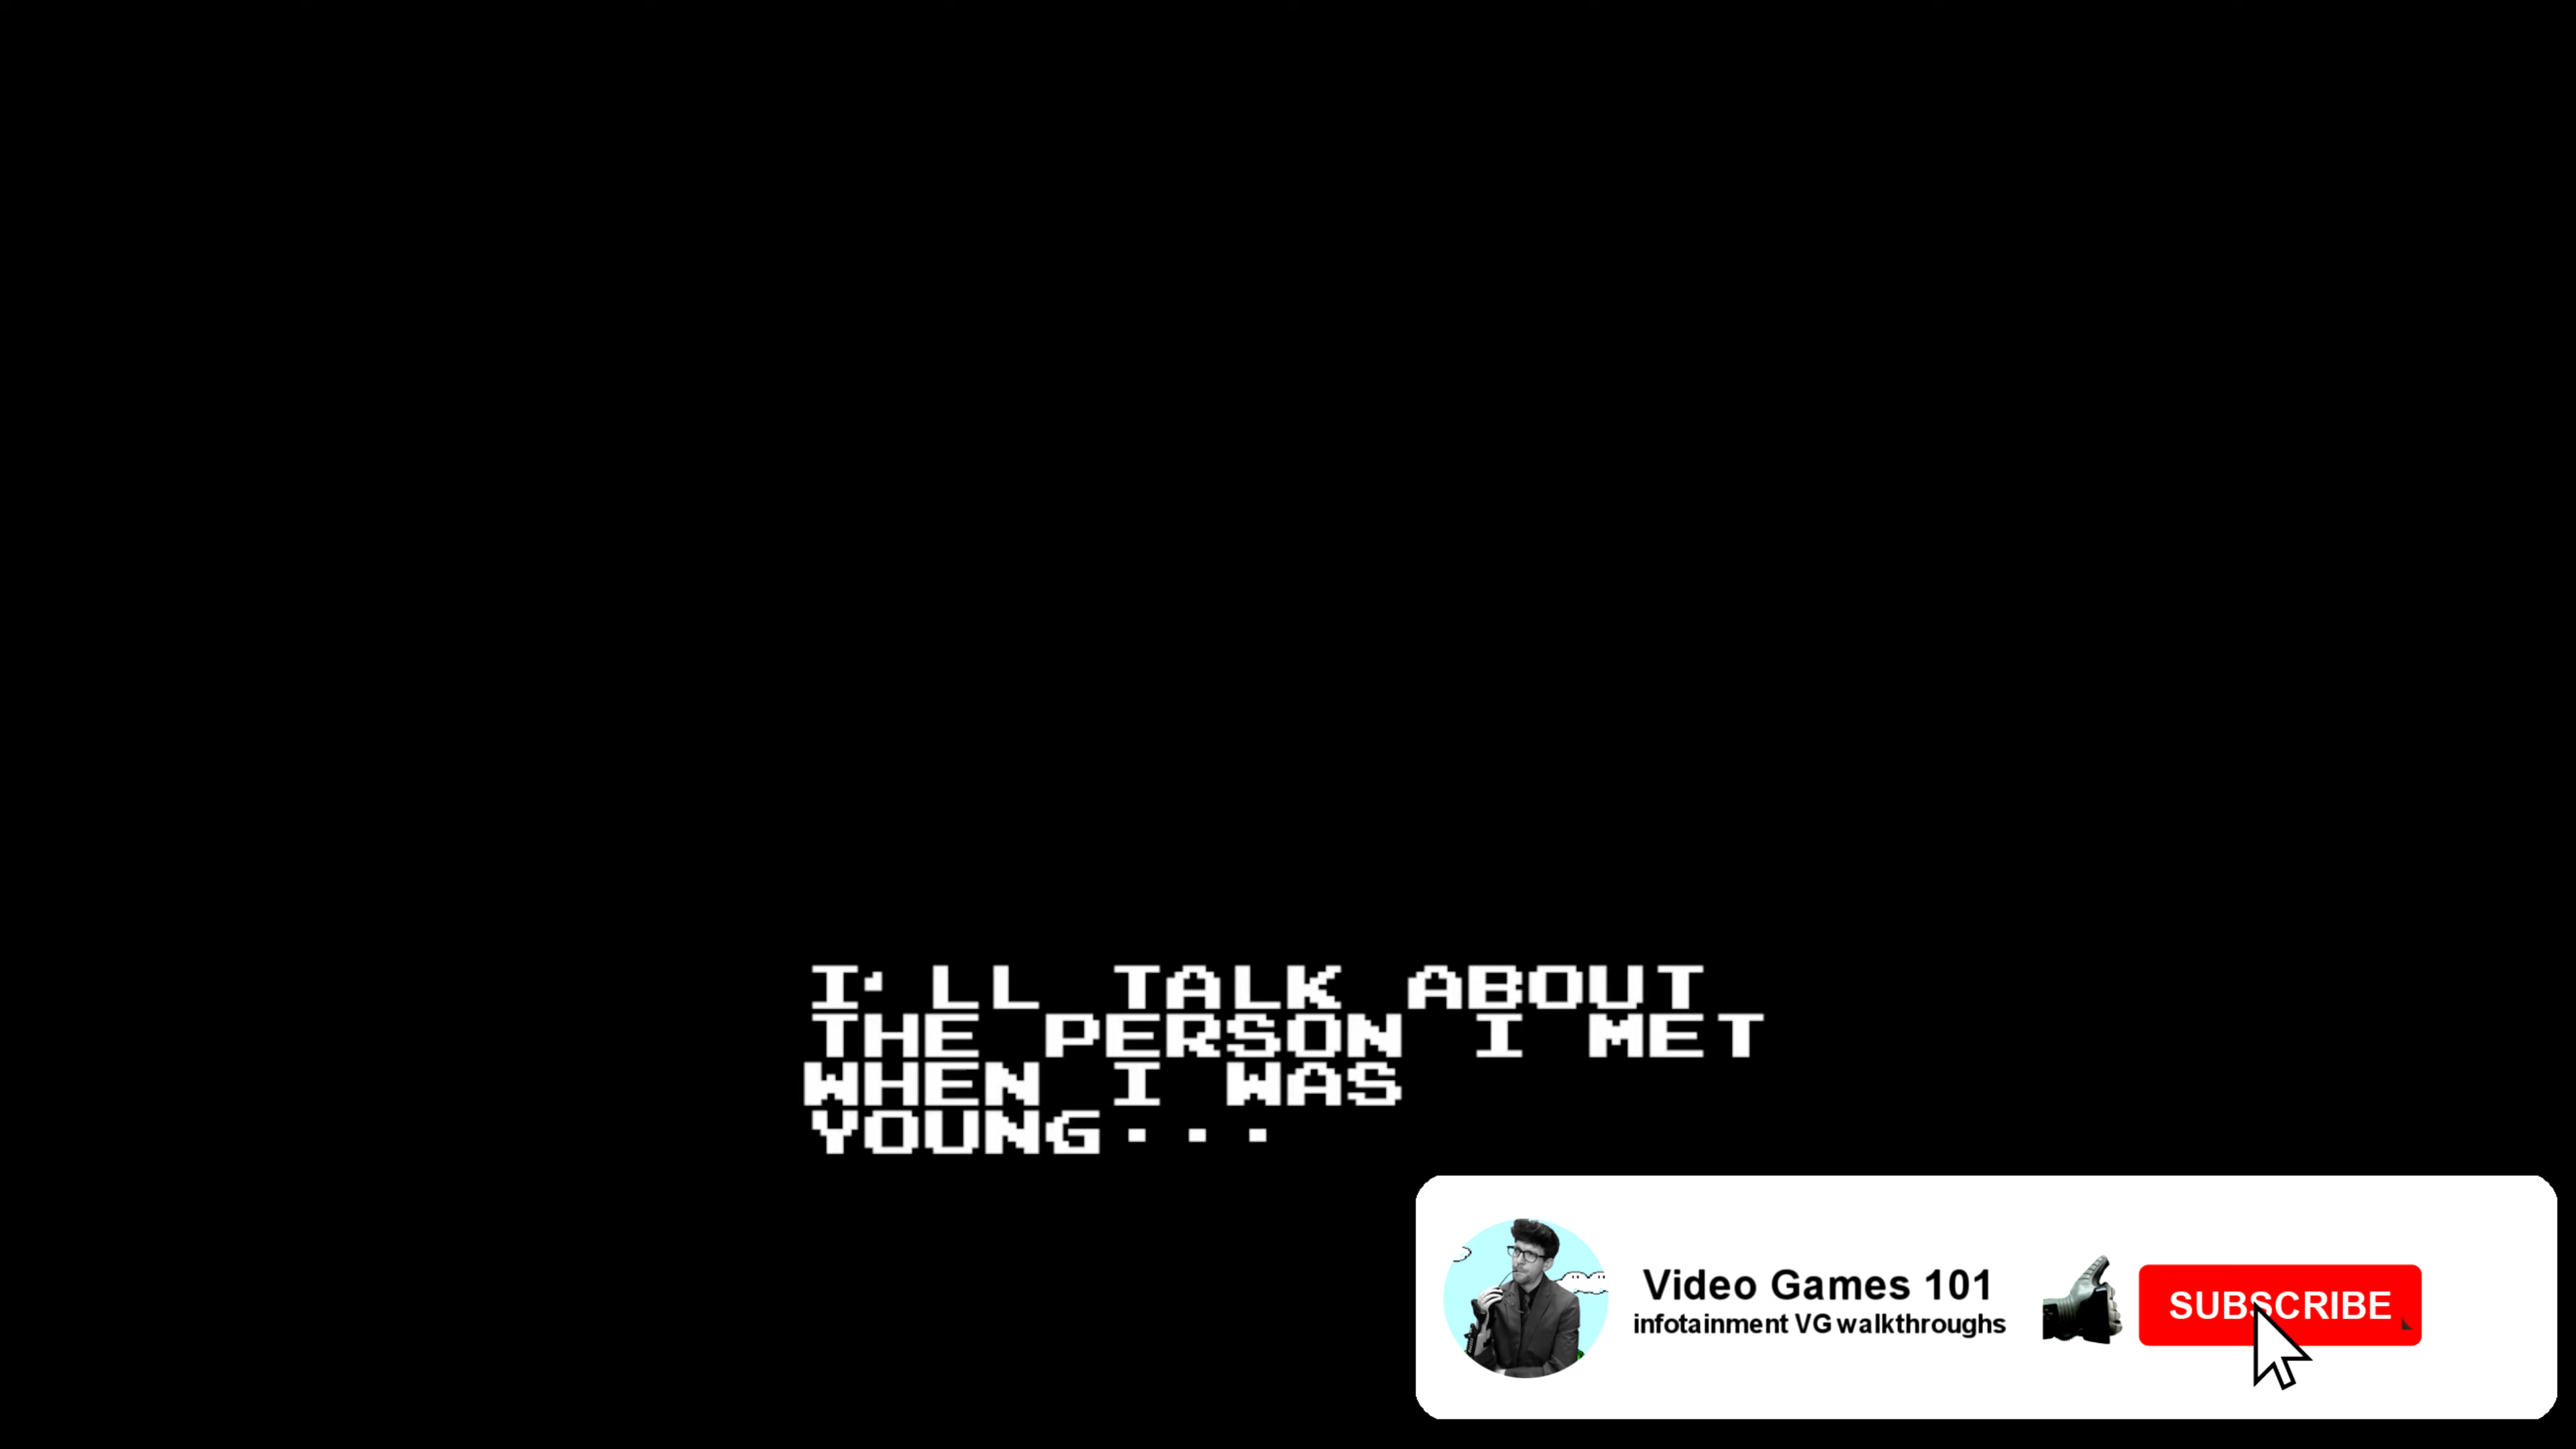 I'LL TALK ABOUT
THE PERSON I MET
WHEN I WAS
YOUNG...
Video Games 101
infotainment VG walkthroughs
SUBSCRIBE